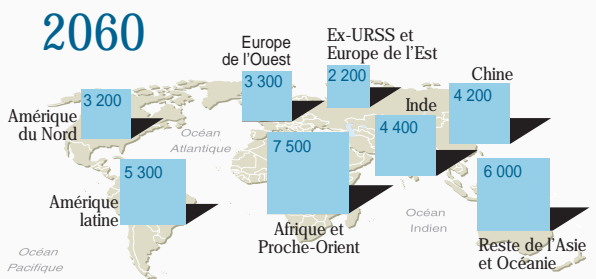 2060
Europe
de l'Ouest
3 300
Ex-URSS et
Europe de l'Est
2 200
Chine
4 200
3 200
Amérique
du Nord
Océan
Atlantique
Inde
4 400
7 500
5 300
6 000
Amérique
latine
Afrique et
Proche-Orient
Océan
Indien
Reste de l'Asie
et Océanie
Océan
Pacifique